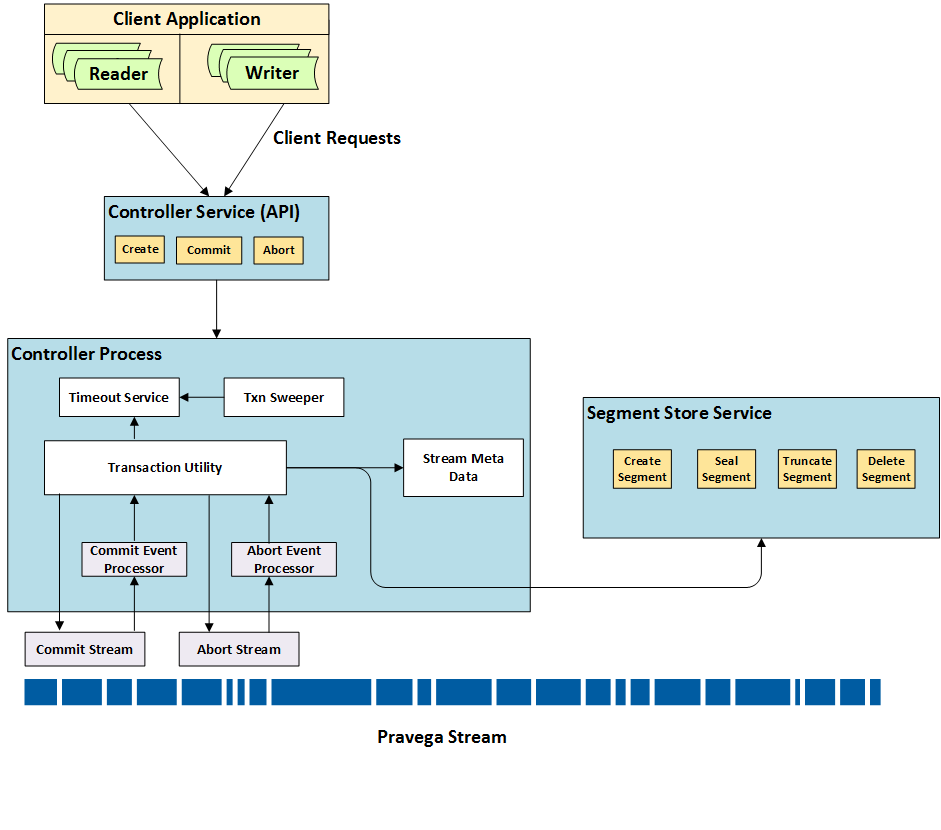 Client Application
Reader
Writer
Client Requests
Controller Service (API)
Create
Commit
Abort
Controller Process
Timeout Service
Txn Sweeper
Transaction Utility
Stream Meta
Data
Commit Event
Processor
Abort Event
Processor
Commit Stream
Abort Stream
Segment Store Service
Create
Segment
Seal
Segment
Truncate
Segment
Delete
Segment
Pravega Stream